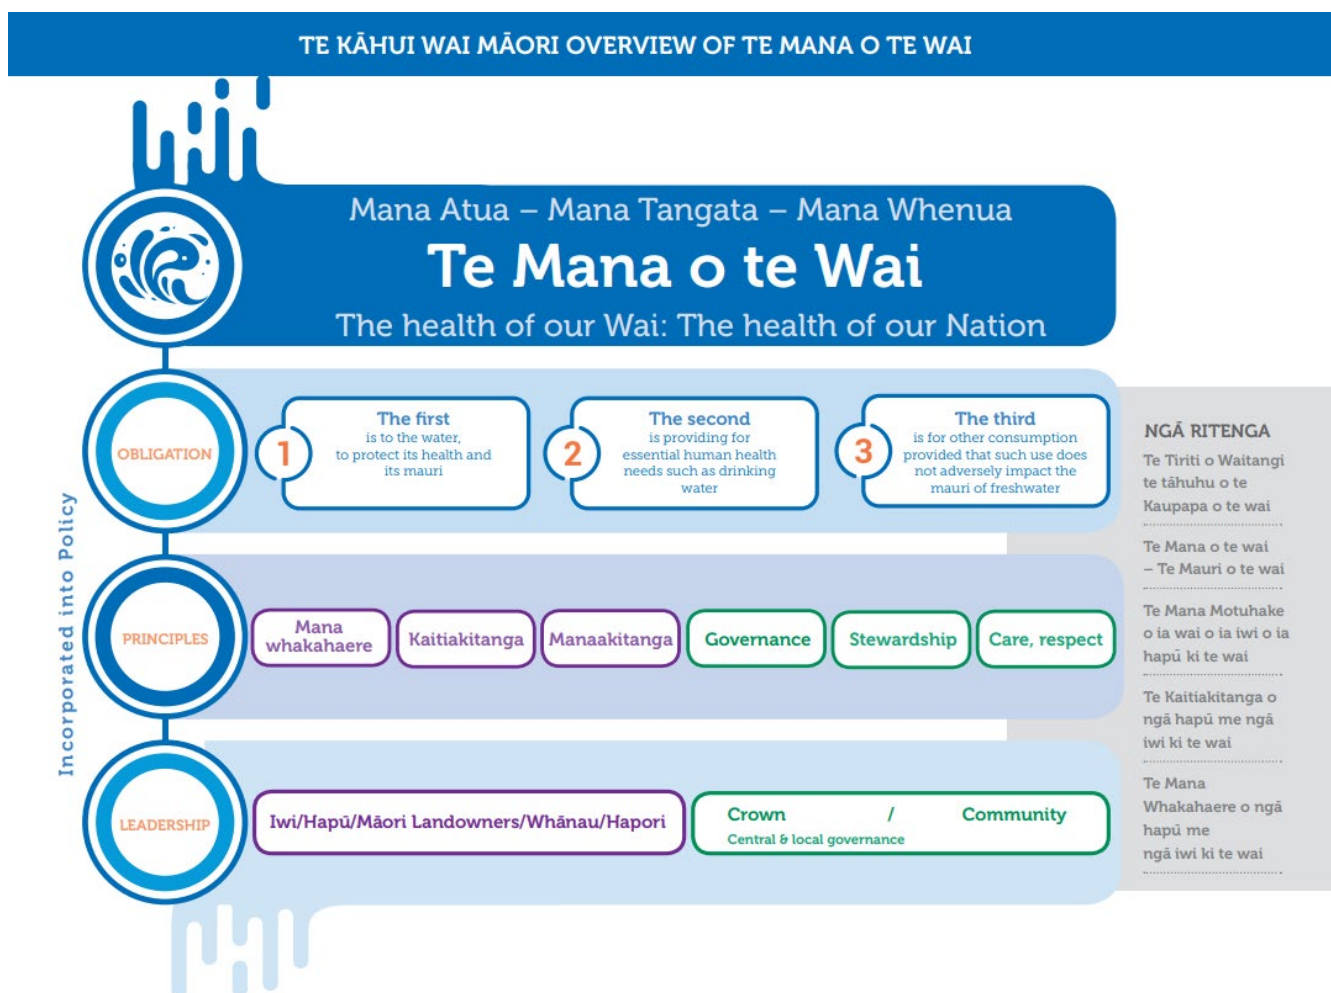 TE KĀHUI WAI MĀORI OVERVIEW OF TE MANA O TE WAI
Mana Atua – Mana Tangata – Mana Whenua
Te Mana o te Wai
The health of our Wai: The health of our Nation
Incorporated into Policy
OBLIGATION
1
The first
is to the water,
to protect its health and
its mauri
2
The second
is providing for
essential human health
needs such as drinking
water
3
The third
is for other consumption
provided that such use does
not adversely impact the
mauri of freshwater
PRINCIPLES
Mana
whakahaere
Kaitiakitanga
Manaakitanga
Governance
Stewardship
Care, respect
LEADERSHIP
Iwi/Hapū/Māori Landowners/Whānau/Hapori
Crown / Community
Central & local governance
NGĀ RITENGA
Te Tiriti o Waitangi
te tāhuhu o te
Kaupapa o te wai
Te Mana o te wai
– Te Mauri o te wai
Te Mana Motuhake
o ia wai o ia iwi o ia
hapū ki te wai
Te Kaitiakitanga o
ngā hapū me ngā
iwi ki te wai
Te Mana
Whakahaere o ngā
hapū me
ngā iwi ki te wai